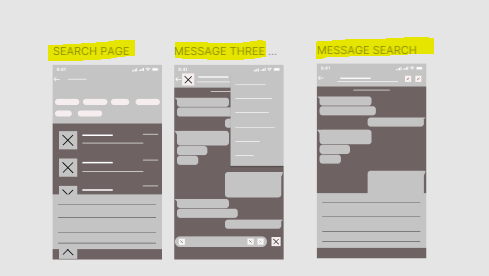 SEARCH PAGE
MESSAGE THREE ...
MESSAGE SEARCH